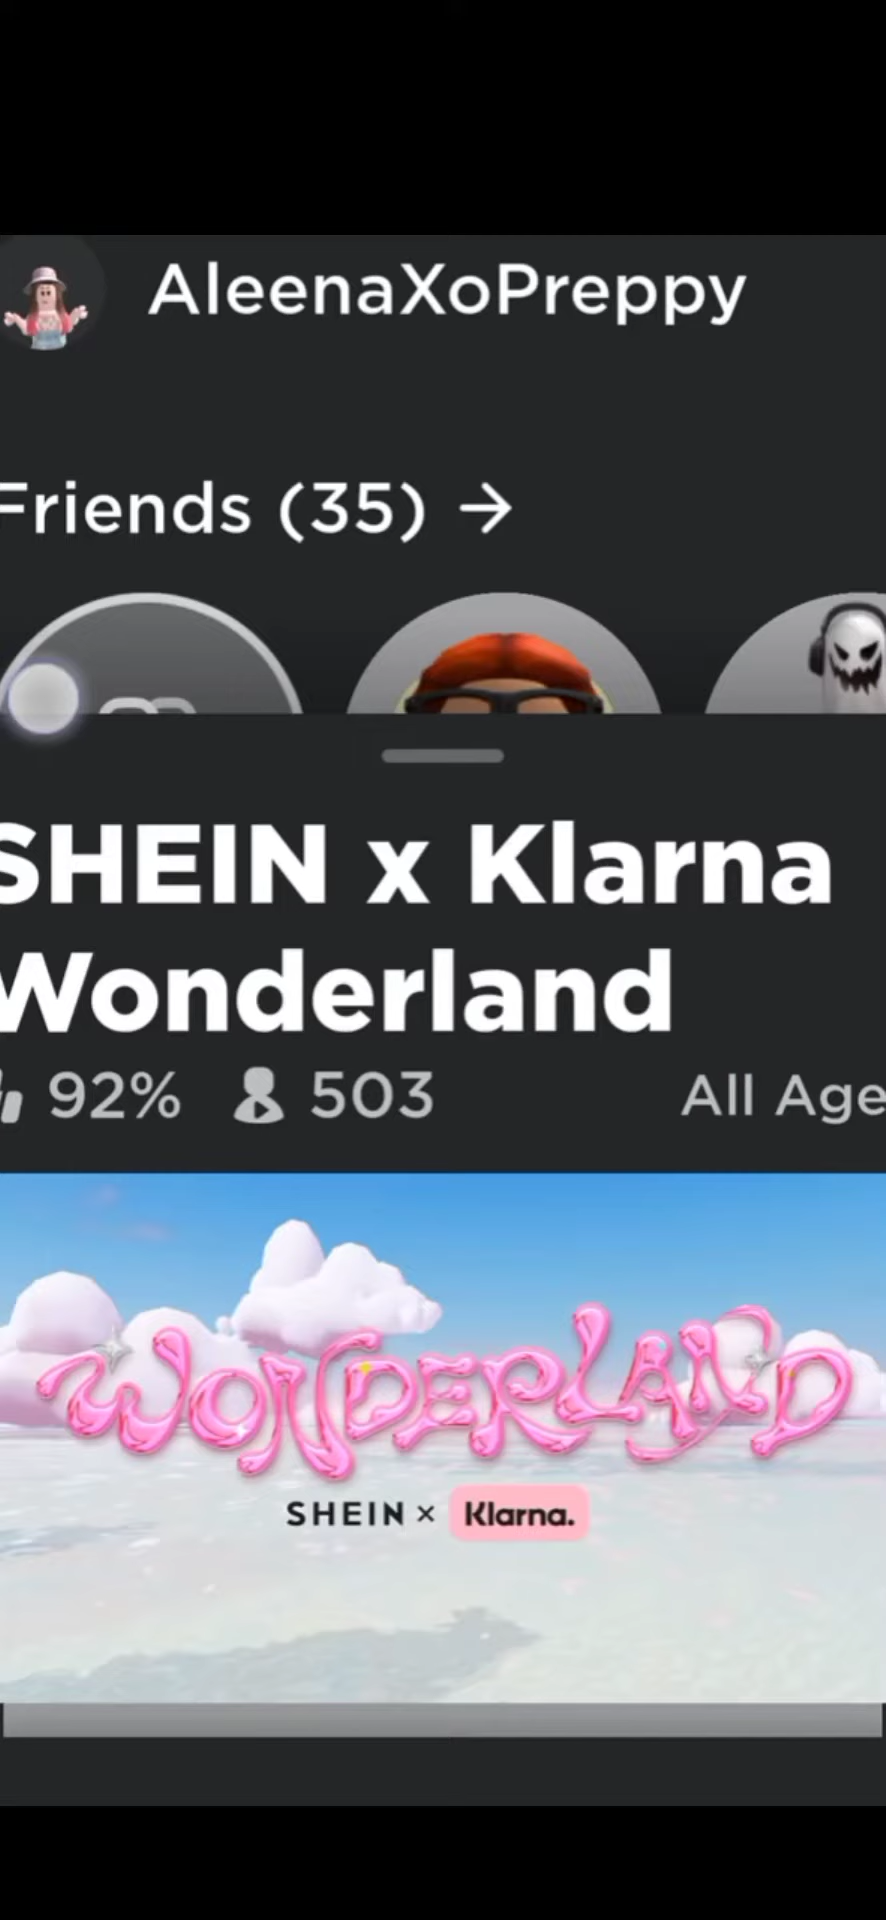 AleenaXoPreppy
Friends (35) →
SHEIN x Klarna
Wonderland
92% 503 All Age
WONDERLAND
SHEIN × Klarna.